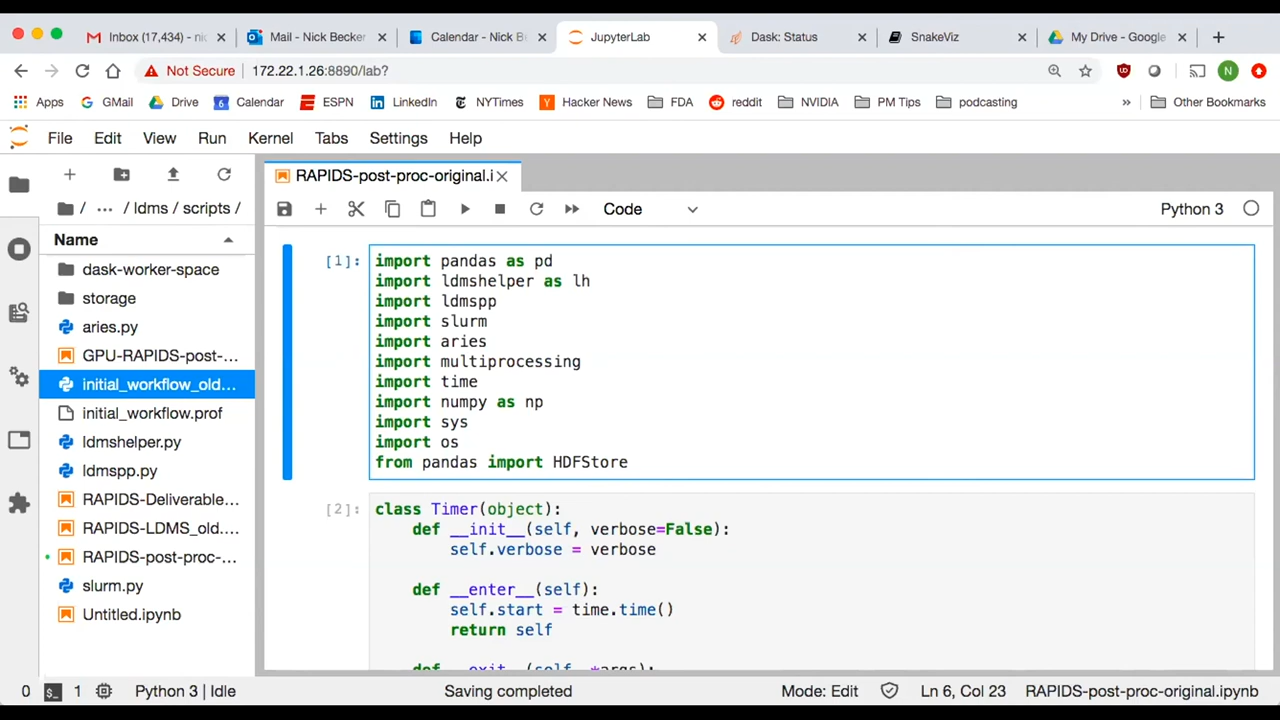 Inbox (17,434) - nic
Mail - Nick Becker
Calendar - Nick B
JupyterLab
Dask: Status
SnakeViz
My Drive - Google
Not Secure
172.22.1.26:8890/lab?
N
Apps
GMail
Drive
Calendar
ESPN
LinkedIn
NYTimes
Hacker News
FDA
reddit
NVIDIA
PM Tips
podcasting
»
Other Bookmarks
File
Edit
View
Run
Kernel
Tabs
Settings
Help
/ ... / ldms / scripts /
Name
dask-worker-space
storage
aries.py
GPU-RAPIDS-post-...
initial_workflow_old...
initial_workflow.prof
ldmshelper.py
ldmspp.py
RAPIDS-Deliverable...
RAPIDS-LDMS_old....
RAPIDS-post-proc-...
slurm.py
Untitled.ipynb
RAPIDS-post-proc-original.i
Code
Python 3
[1]:
import pandas as pd
import ldmshelper as lh
import ldmspp
import slurm
import aries
import multiprocessing
import time
import numpy as np
import sys
import os
from pandas import HDFStore
[2]:
class Timer(object):
def __init__(self, verbose=False):
self.verbose = verbose
def __enter__(self):
self.start = time.time()
return self
def __exit__(self, *args):
0
1
Python 3 | Idle
Saving completed
Mode: Edit
Ln 6, Col 23
RAPIDS-post-proc-original.ipynb